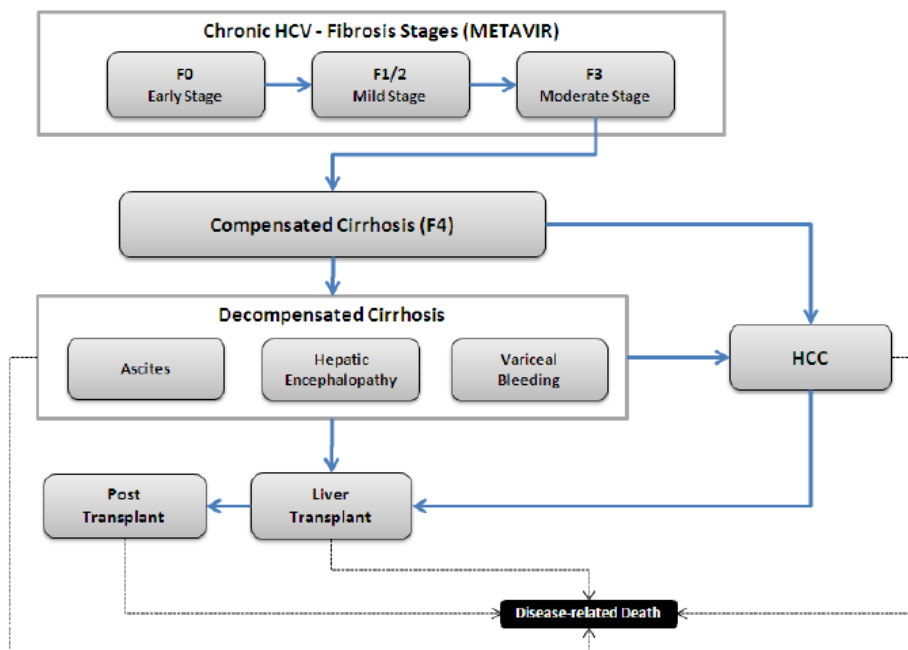 Chronic HCV - Fibrosis Stages (METAVIR)
F0
Early Stage
F1/2
Mild Stage
F3
Moderate Stage
Compensated Cirrhosis (F4)
Decompensated Cirrhosis
Ascites
Hepatic
Encephalopathy
Variceal
Bleeding
HCC
Post
Transplant
Liver
Transplant
Disease-related Death